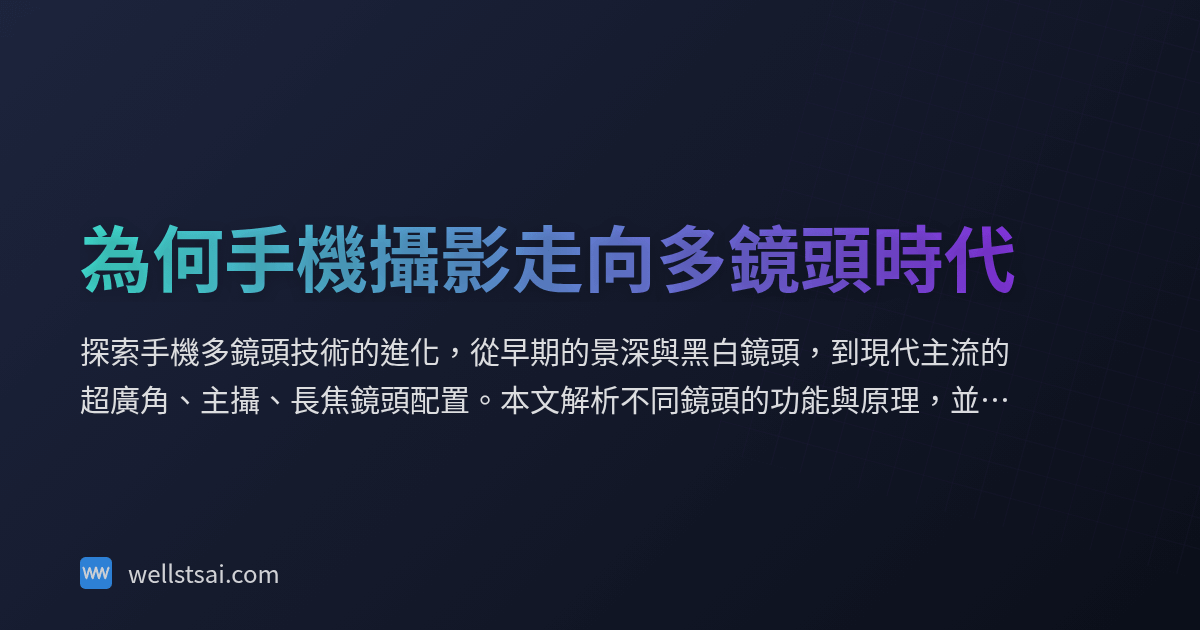 為何手機攝影走向多鏡頭時代
探索手機多鏡頭技術的進化，從早期的景深與黑白鏡頭，到現代主流的
超廣角、主攝、長焦鏡頭配置。本文解析不同鏡頭的功能與原理，並⋯
wellstsai.com